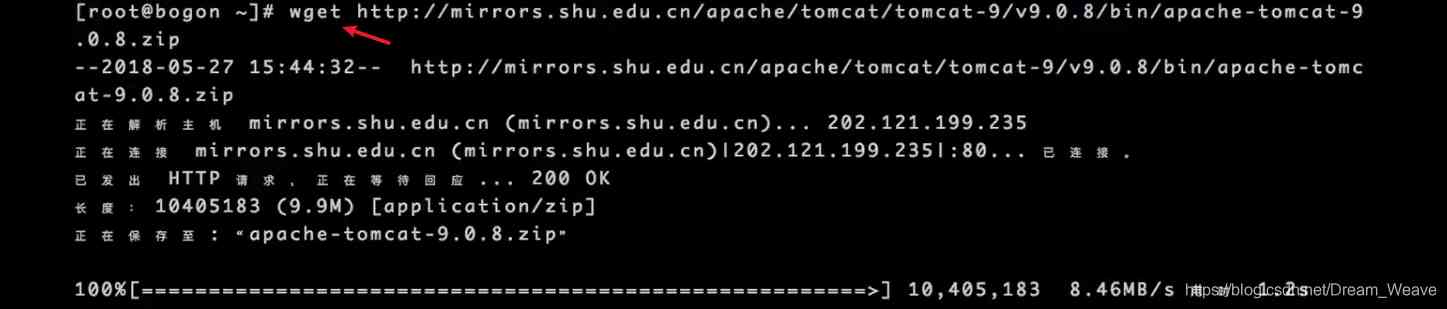 [root@bogon ~]# wget http://mirrors.shu.edu.cn/apache/tomcat/tomcat-9/v9.0.8/bin/apache-tomcat-9
.0.8.zip
--2018-05-27 15:44:32--  http://mirrors.shu.edu.cn/apache/tomcat/tomcat-9/v9.0.8/bin/apache-tomc
at-9.0.8.zip
正在解析主机 mirrors.shu.edu.cn (mirrors.shu.edu.cn)... 202.121.199.235
正在连接 mirrors.shu.edu.cn (mirrors.shu.edu.cn)|202.121.199.235|:80... 已连接。
已发出 HTTP 请求，正在等待回应... 200 OK
长度：10405183 (9.9M) [application/zip]
正在保存至: “apache-tomcat-9.0.8.zip”
100%[======================================================>] 10,405,183  8.46MB/s 1.2s
https://blog.csdn.net/Dream_Weave